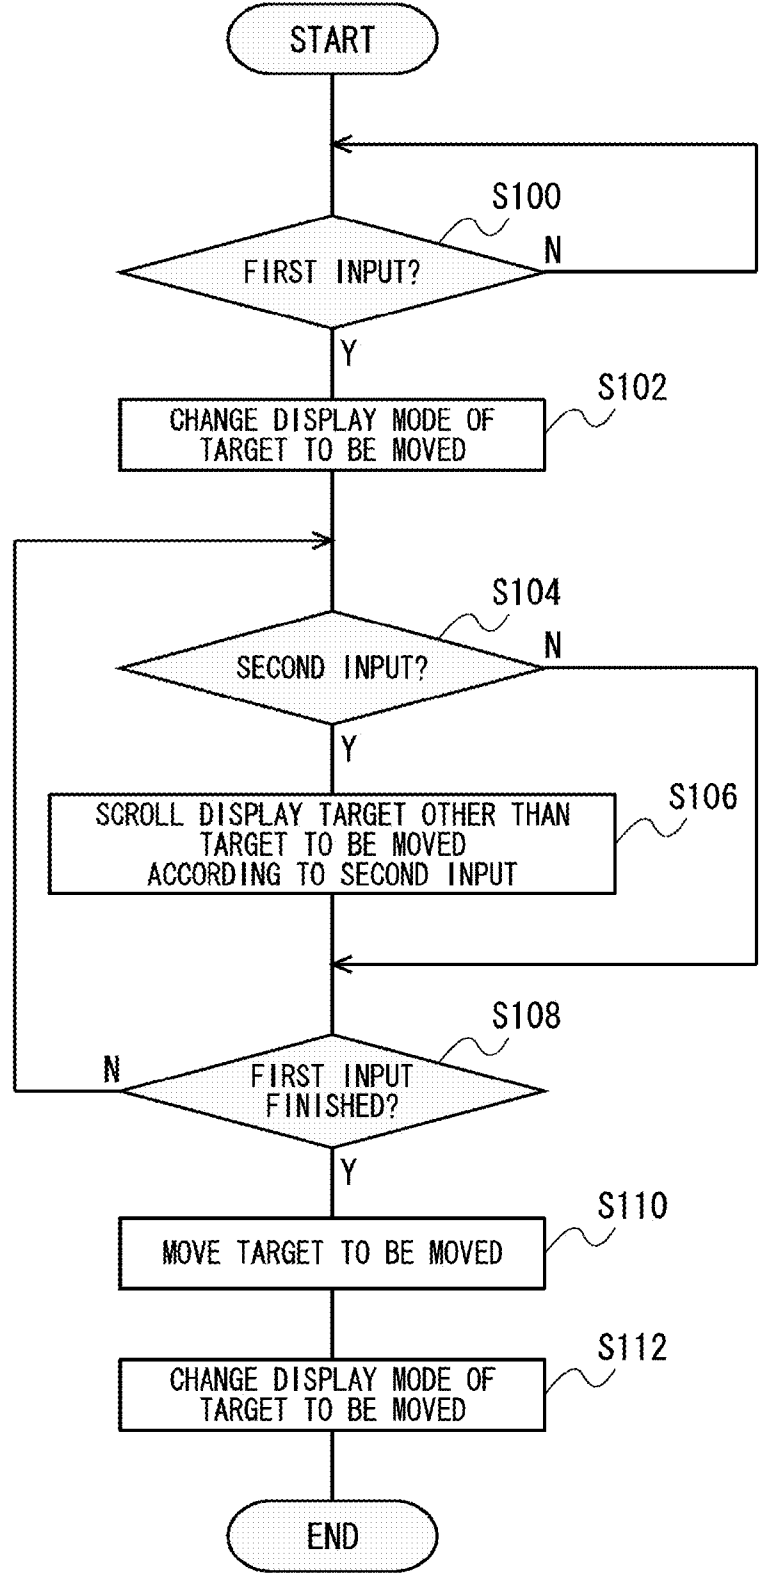 START
S100
FIRST INPUT?
N
Y
S102
CHANGE DISPLAY MODE OF
TARGET TO BE MOVED
S104
SECOND INPUT?
N
Y
S106
SCROLL DISPLAY TARGET OTHER THAN
TARGET TO BE MOVED
ACCORDING TO SECOND INPUT
S108
N
FIRST INPUT
FINISHED?
Y
S110
MOVE TARGET TO BE MOVED
S112
CHANGE DISPLAY MODE OF
TARGET TO BE MOVED
END